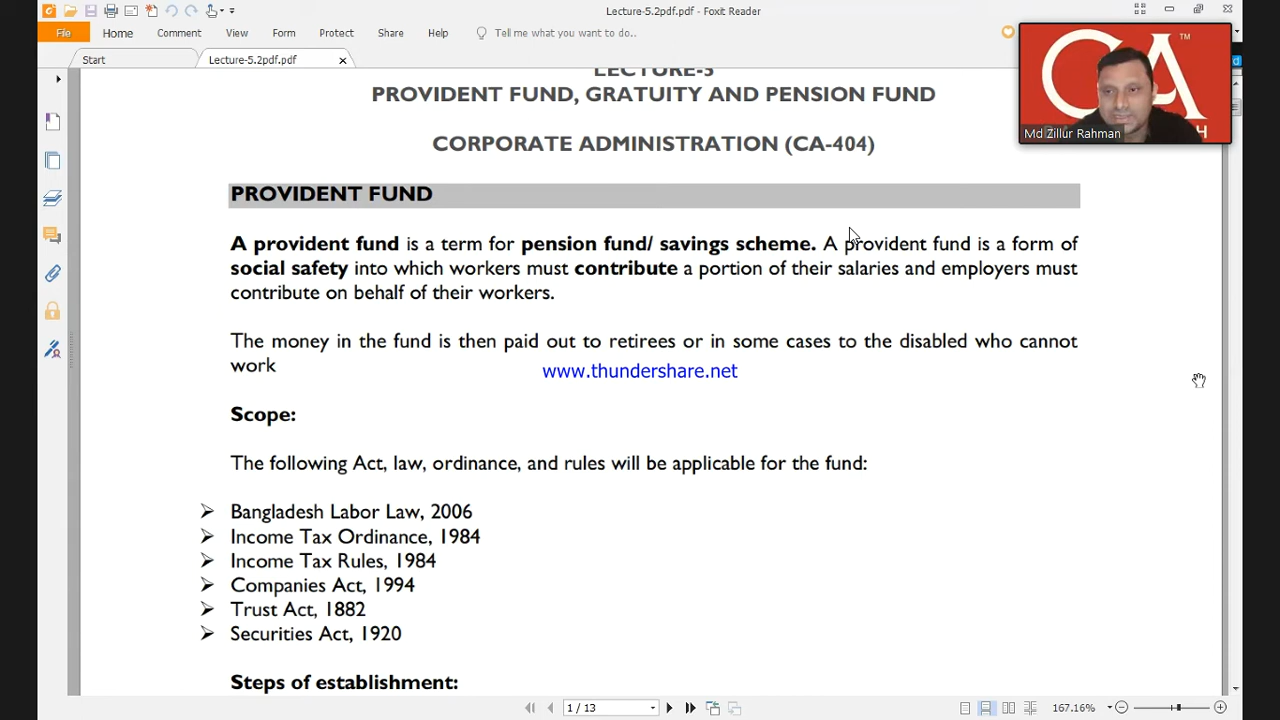 Lecture-5.2pdf.pdf - Foxit Reader
File Home Comment View Form Protect Share Help Tell me what you want to do..
Start Lecture-5.2pdf.pdf
CA
TM
Md Zillur Rahman
LECTURE-5
PROVIDENT FUND, GRATUITY AND PENSION FUND
CORPORATE ADMINISTRATION (CA-404)
PROVIDENT FUND
A provident fund is a term for pension fund/ savings scheme. A provident fund is a form of
social safety into which workers must contribute a portion of their salaries and employers must
contribute on behalf of their workers.
The money in the fund is then paid out to retirees or in some cases to the disabled who cannot
work
www.thundershare.net
Scope:
The following Act, law, ordinance, and rules will be applicable for the fund:
➢ Bangladesh Labor Law, 2006
➢ Income Tax Ordinance, 1984
➢ Income Tax Rules, 1984
➢ Companies Act, 1994
➢ Trust Act, 1882
➢ Securities Act, 1920
Steps of establishment:
1 / 13
167.16%